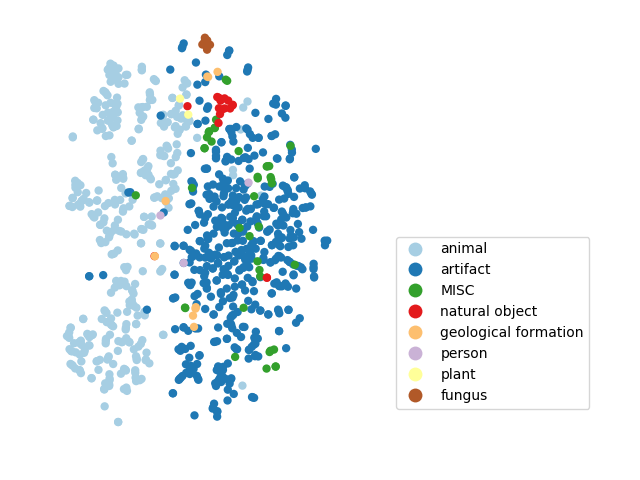 animal
artifact
MISC
natural object
geological formation
person
plant
fungus